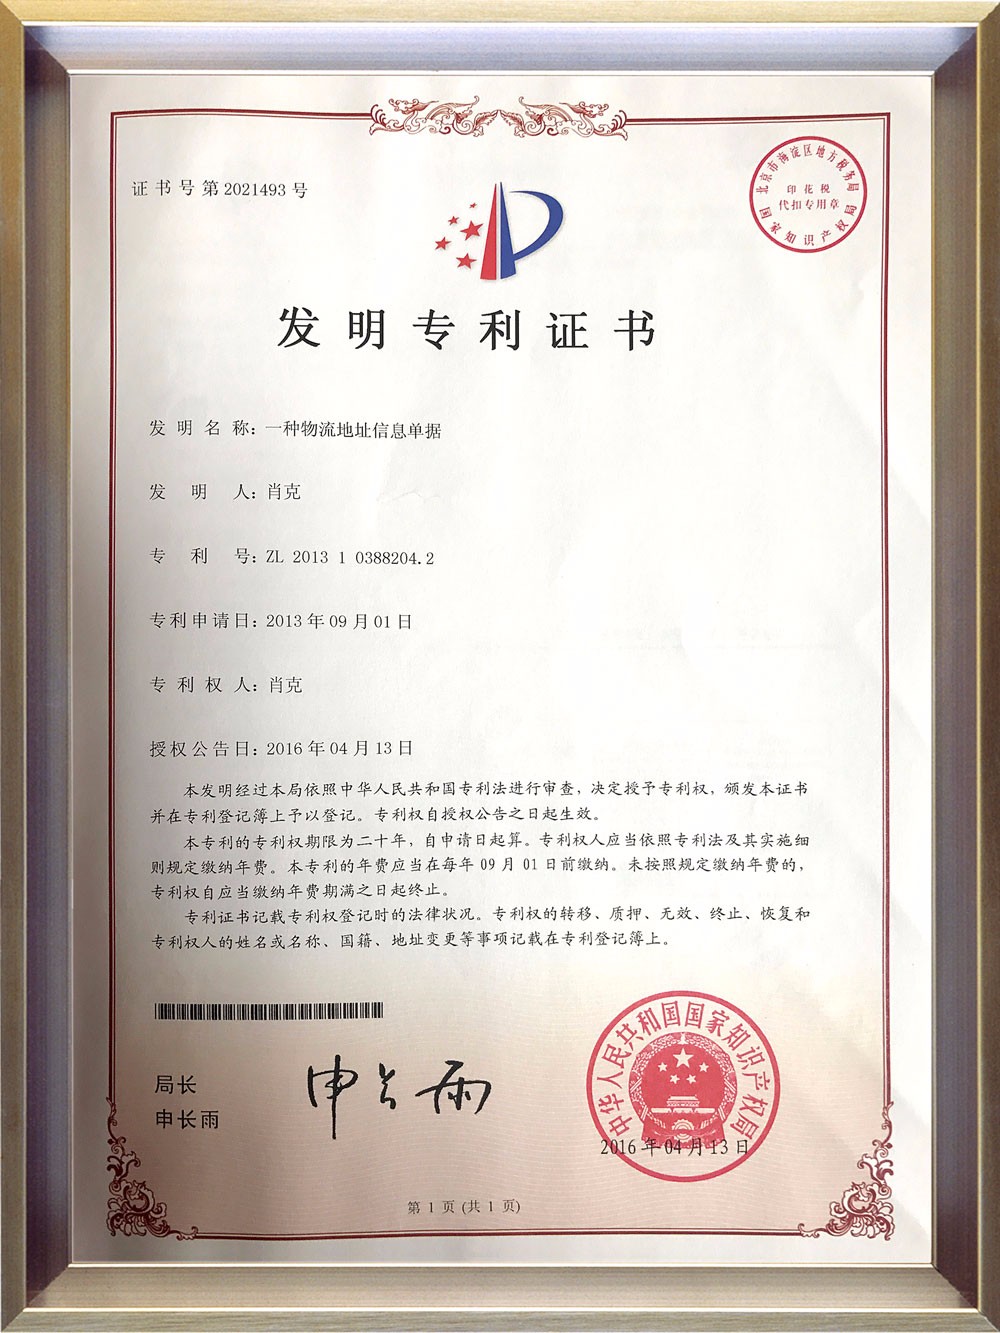 证书号第2021493号
北京市海淀区地方税务局
印花税
代扣专用章
国家知识产权局
发明专利证书
发明名称：一种物流地址信息单据
发明人：肖克
专利号：ZL 2013 1 0388204.2
专利申请日：2013年09月01日
专利权人：肖克
授权公告日：2016年04月13日
本发明经过本局依照中华人民共和国专利法进行审查，决定授予专利权，颁发本证书
并在专利登记簿上予以登记。专利权自授权公告之日起生效。
本专利的专利权期限为二十年，自申请日起算。专利权人应当依照专利法及其实施细
则规定缴纳年费。本专利的年费应当在每年09月01日前缴纳。未按照规定缴纳年费的，
专利权自应当缴纳年费期满之日起终止。
专利证书记载专利权登记时的法律状况。专利权的转移、质押、无效、终止、恢复和
专利权人的姓名或名称、国籍、地址变更等事项记载在专利登记簿上。
局长
申长雨
申长雨
中华人民共和国国家知识产权局
2016年04月13日
第1页(共1页)